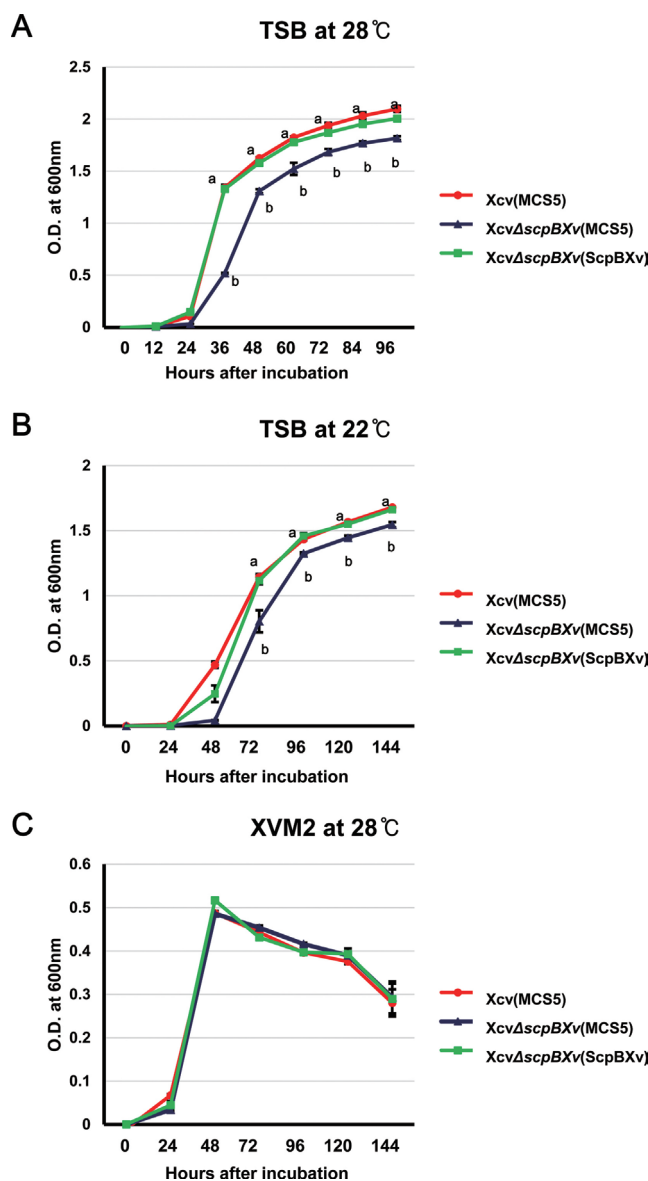 A
TSB at 28℃
2.5
2
1.5
1
0.5
0
O.D. at 600nm
a a a a a a
b b b b b b
0 12 24 36 48 60 72 84 96
Hours after incubation
Xcv(MCS5)
XcvΔscpBXv(MCS5)
XcvΔscpBXv(ScpBXv)
B
TSB at 22℃
2
1.5
1
0.5
0
O.D. at 600nm
a a a a
b b b b
0 24 48 72 96 120 144
Hours after incubation
Xcv(MCS5)
XcvΔscpBXv(MCS5)
XcvΔscpBXv(ScpBXv)
C
XVM2 at 28℃
0.6
0.5
0.4
0.3
0.2
0.1
0
O.D. at 600nm
0 24 48 72 96 120 144
Hours after incubation
Xcv(MCS5)
XcvΔscpBXv(MCS5)
XcvΔscpBXv(ScpBXv)